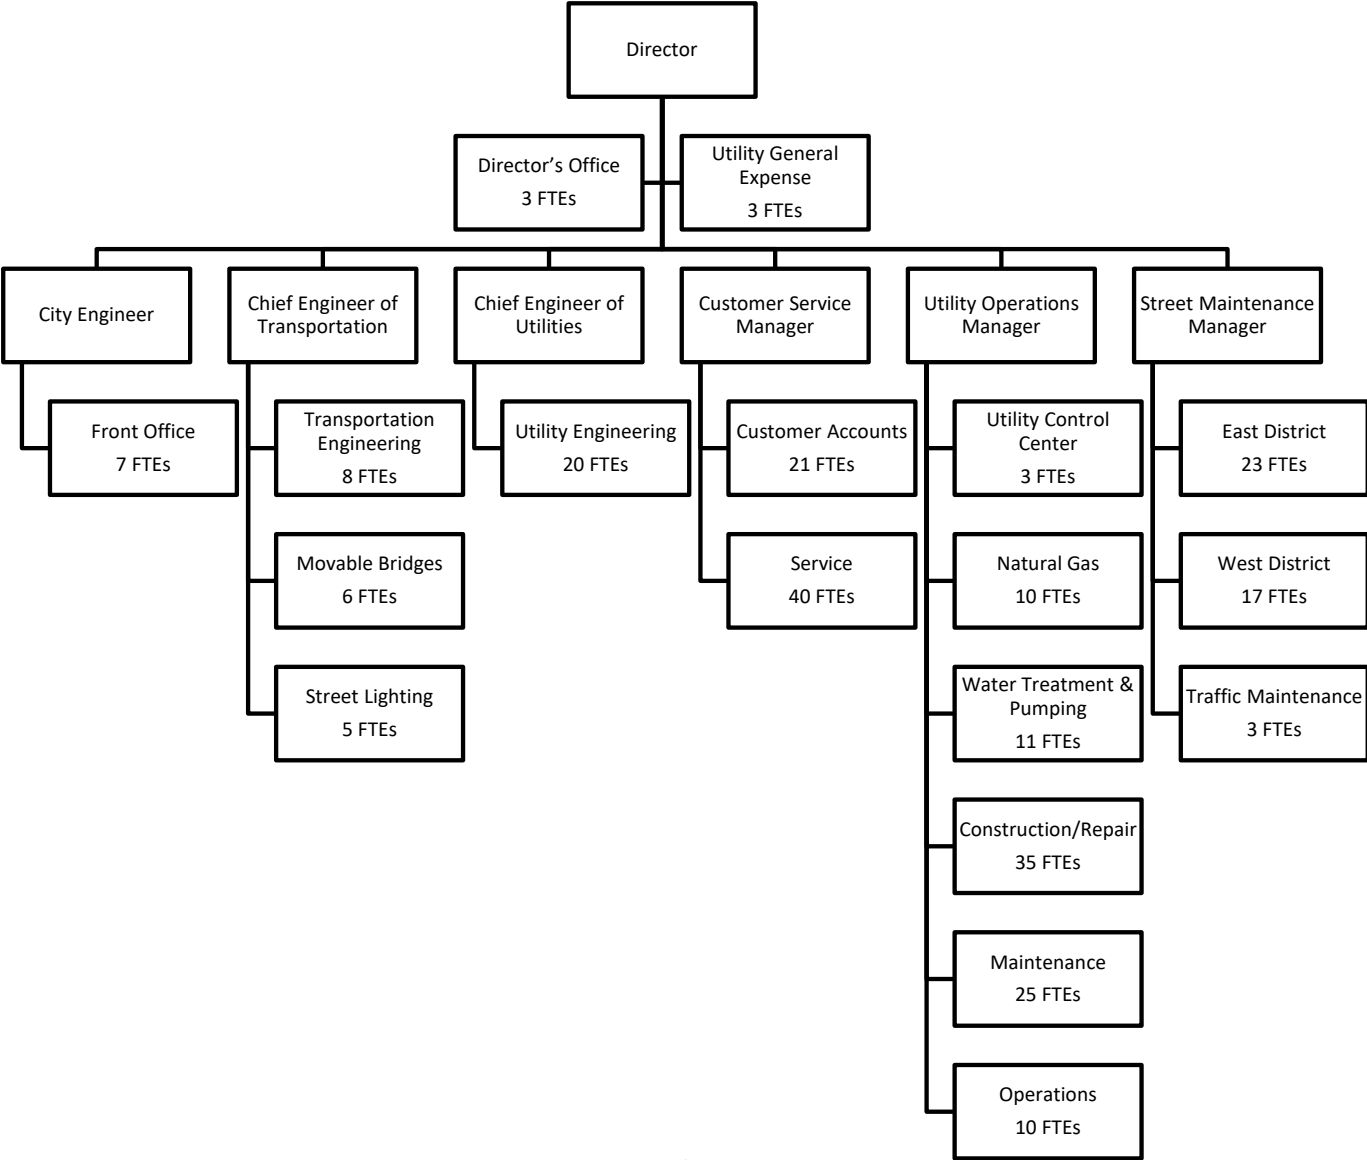 Director
Director’s Office
3 FTEs
Utility General
Expense
3 FTEs
City Engineer
Chief Engineer of
Transportation
Chief Engineer of
Utilities
Customer Service
Manager
Utility Operations
Manager
Street Maintenance
Manager
Front Office
7 FTEs
Transportation
Engineering
8 FTEs
Utility Engineering
20 FTEs
Customer Accounts
21 FTEs
Utility Control
Center
3 FTEs
East District
23 FTEs
Movable Bridges
6 FTEs
Service
40 FTEs
Natural Gas
10 FTEs
West District
17 FTEs
Street Lighting
5 FTEs
Water Treatment &
Pumping
11 FTEs
Traffic Maintenance
3 FTEs
Construction/Repair
35 FTEs
Maintenance
25 FTEs
Operations
10 FTEs